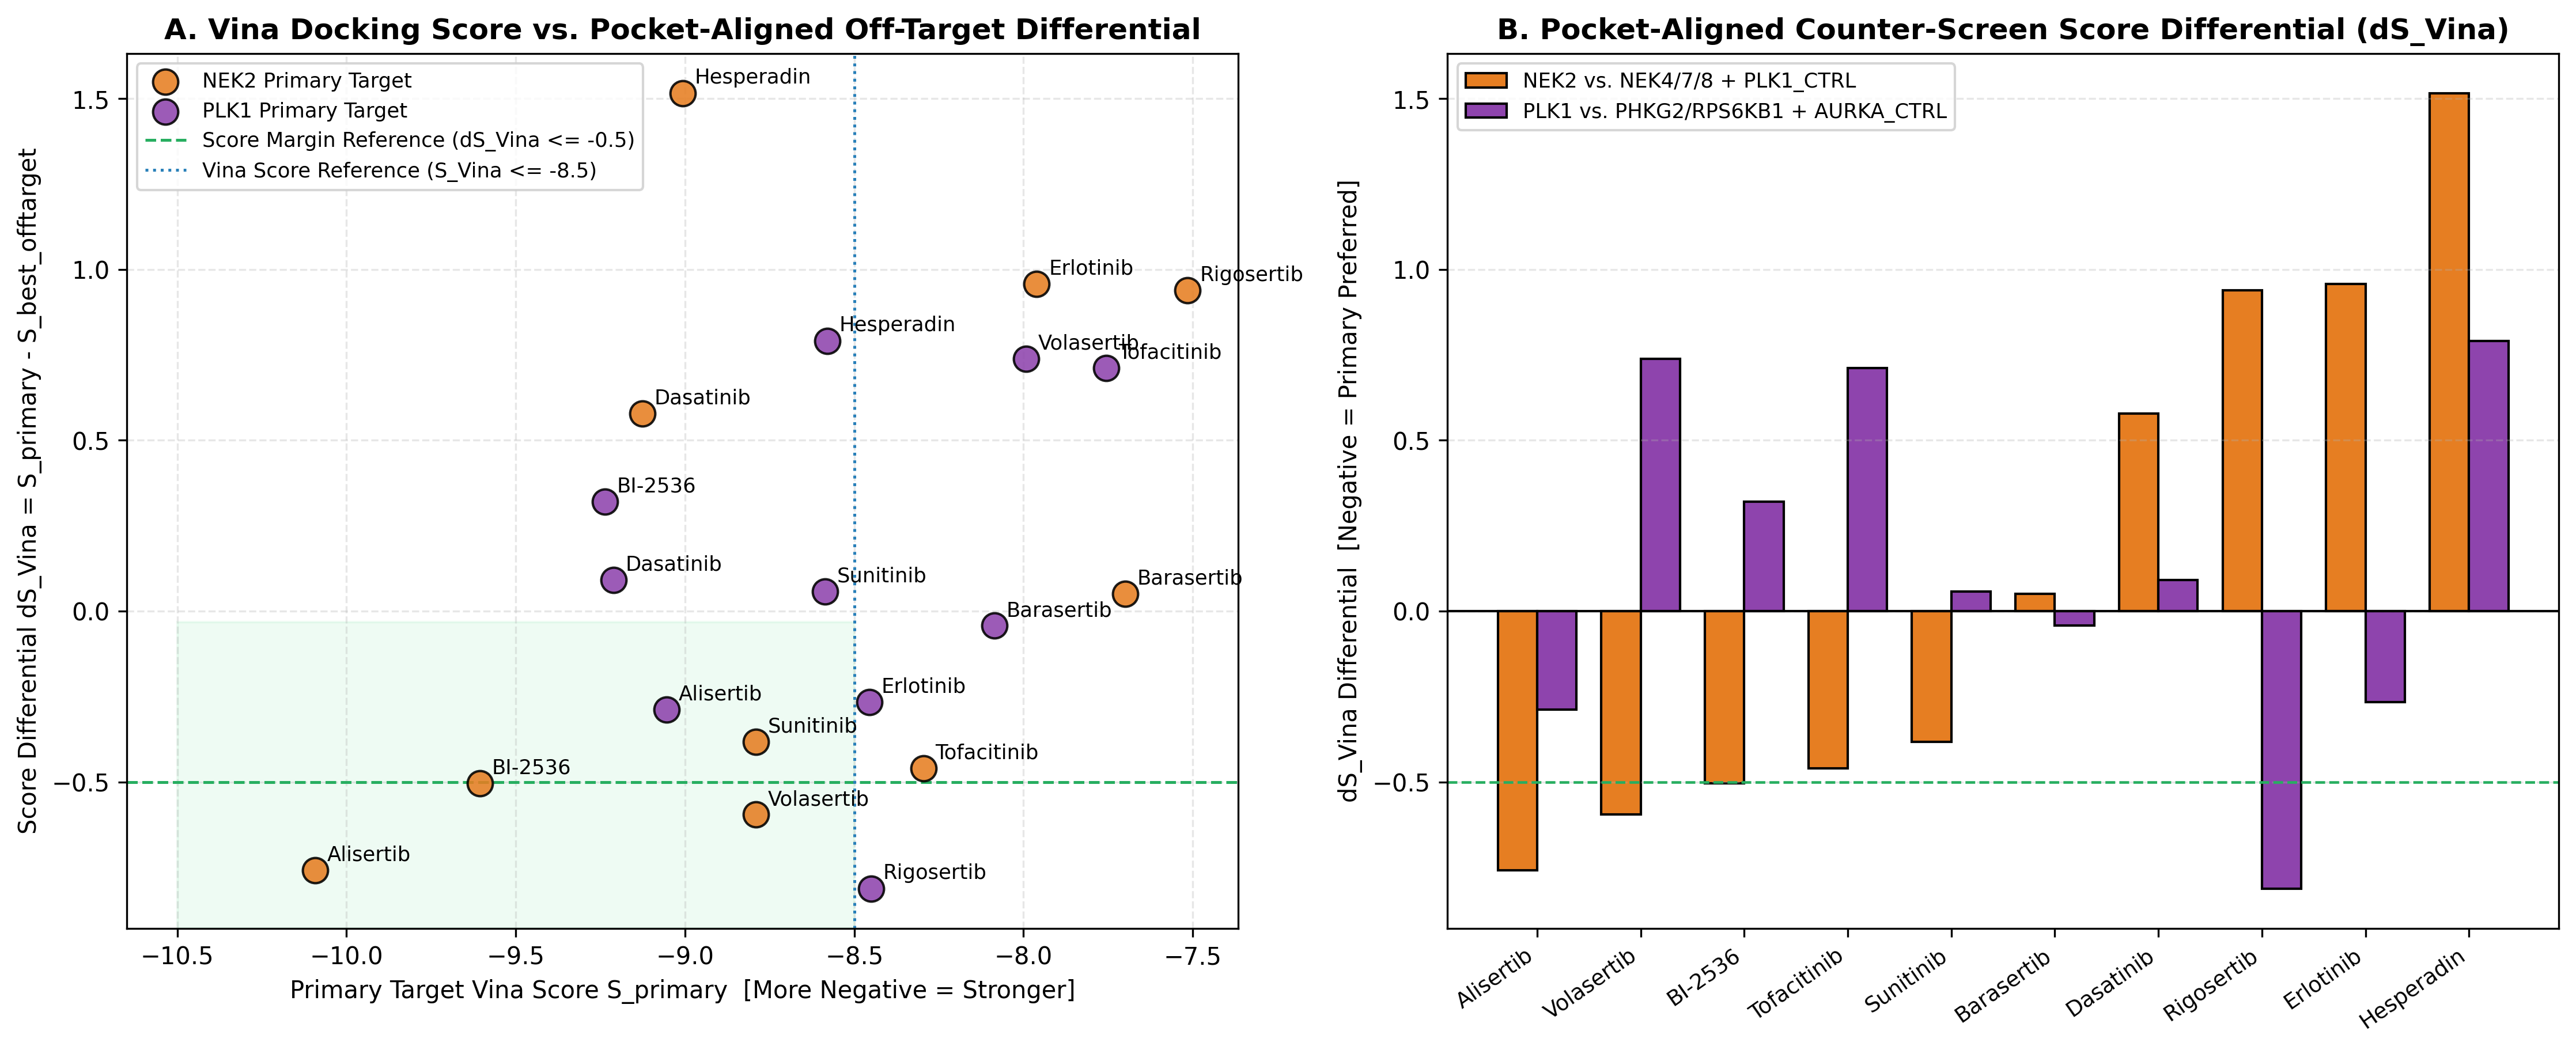 A. Vina Docking Score vs. Pocket-Aligned Off-Target Differential
NEK2 Primary Target
PLK1 Primary Target
Score Margin Reference (dS_Vina <= -0.5)
Vina Score Reference (S_Vina <= -8.5)
Score Differential dS_Vina = S_primary - S_best_offtarget
1.5
1.0
0.5
0.0
−0.5
Hesperadin
Erlotinib
Rigosertib
Hesperadin
Volasertib
Tofacitinib
Dasatinib
BI-2536
Dasatinib
Sunitinib
Barasertib
Barasertib
Alisertib
Erlotinib
Sunitinib
Tofacitinib
BI-2536
Volasertib
Alisertib
Rigosertib
−10.5
−10.0
−9.5
−9.0
−8.5
−8.0
−7.5
Primary Target Vina Score S_primary  [More Negative = Stronger]
B. Pocket-Aligned Counter-Screen Score Differential (dS_Vina)
NEK2 vs. NEK4/7/8 + PLK1_CTRL
PLK1 vs. PHKG2/RPS6KB1 + AURKA_CTRL
dS_Vina Differential  [Negative = Primary Preferred]
1.5
1.0
0.5
0.0
−0.5
Alisertib
Volasertib
BI-2536
Tofacitinib
Sunitinib
Barasertib
Dasatinib
Rigosertib
Erlotinib
Hesperadin